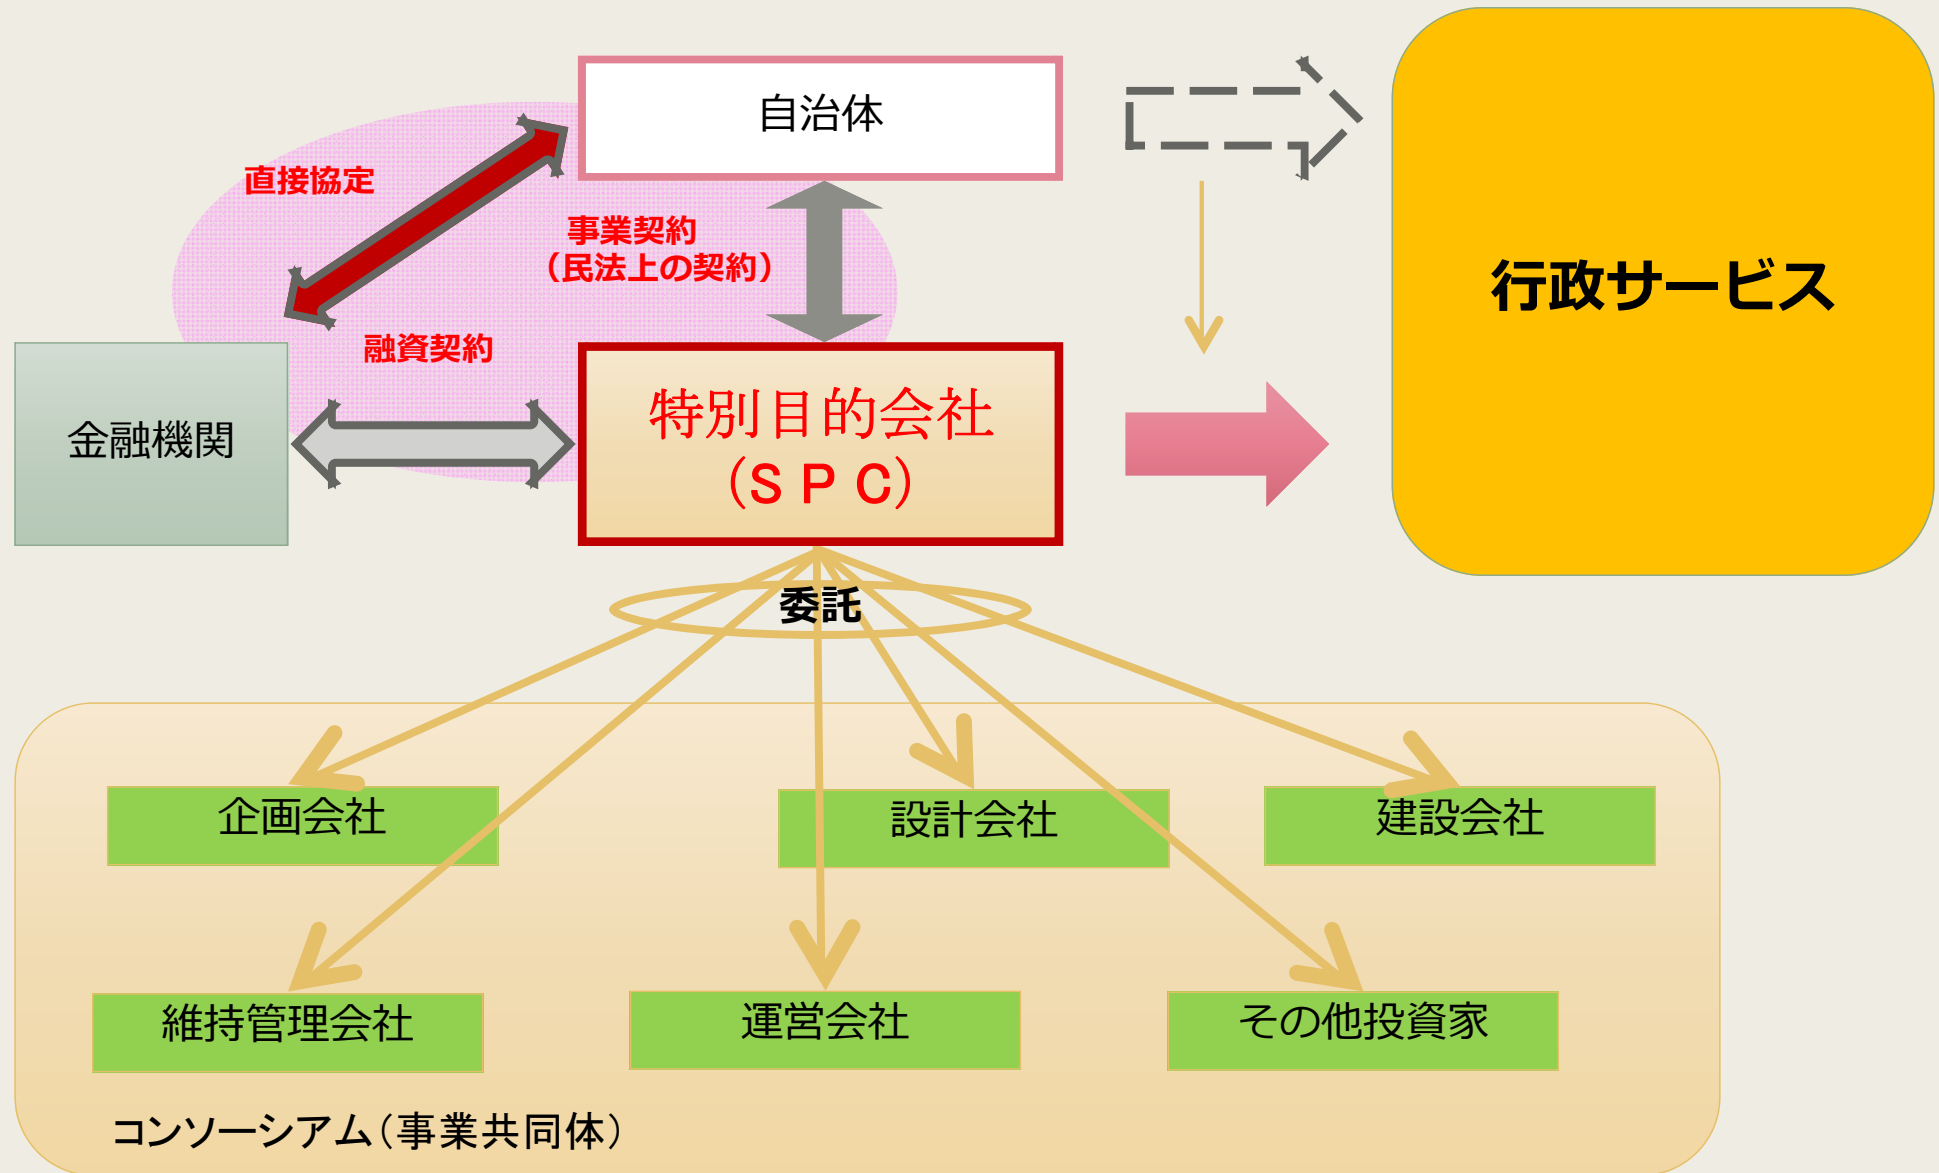 自治体
行政サービス
直接協定
事業契約
（民法上の契約）
融資契約
金融機関
特別目的会社
（ＳＰＣ）
委託
企画会社
設計会社
建設会社
維持管理会社
運営会社
その他投資家
コンソーシアム（事業共同体）